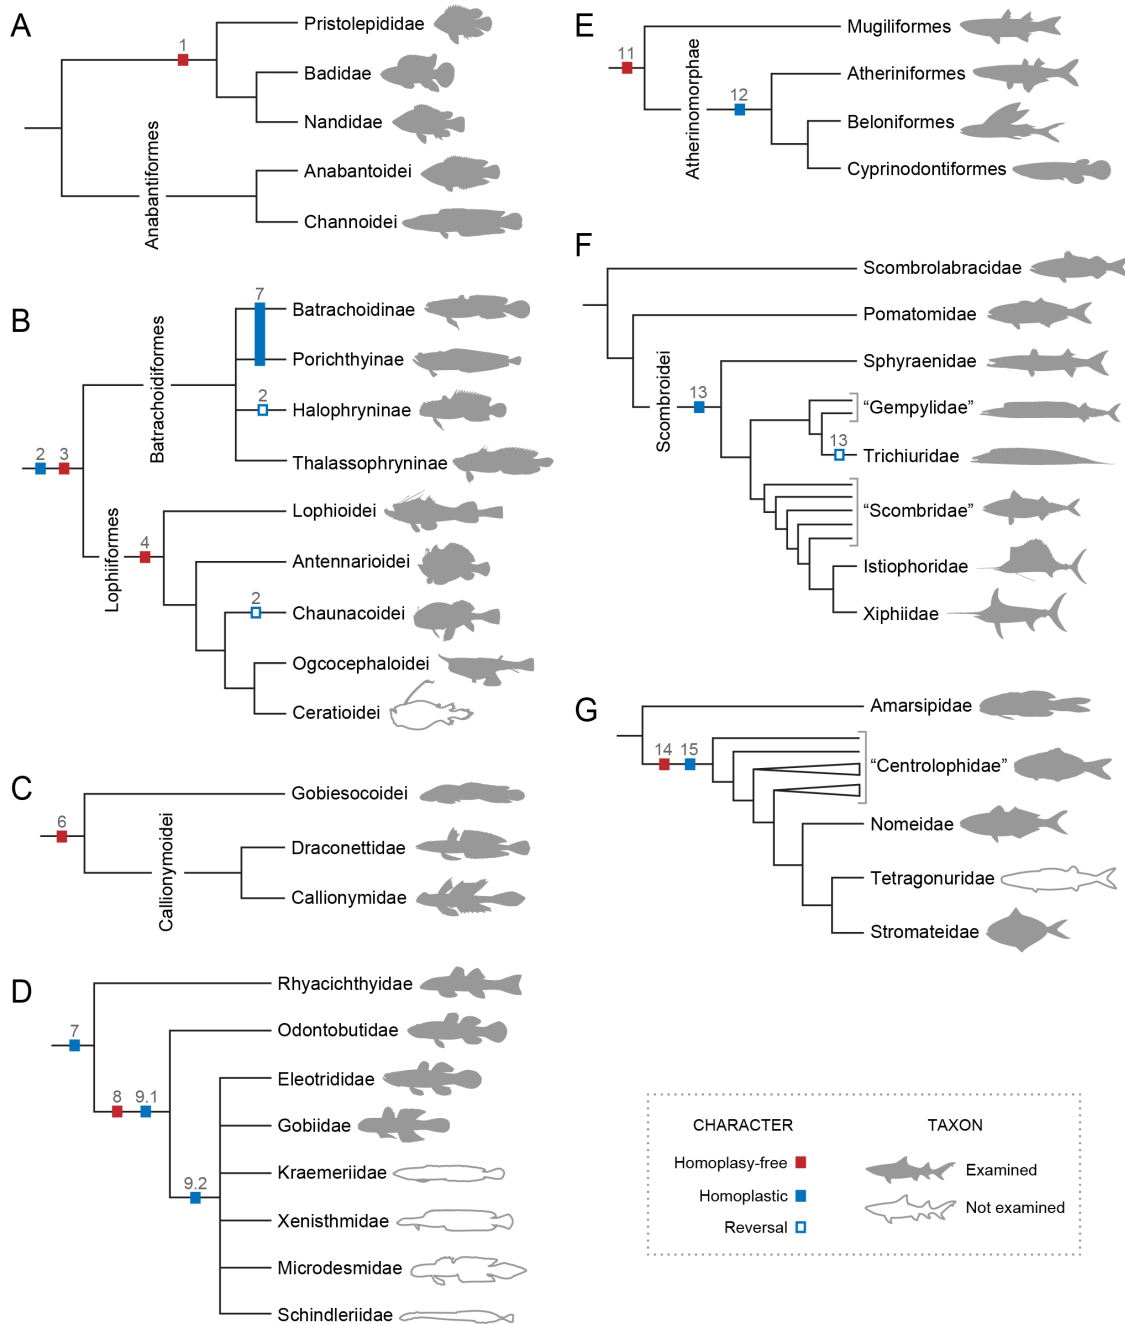 A
1
Pristolepididae
Badidae
Nandidae
Anabantiformes
Anabantoidei
Channoidei
B
7
Batrachoidinae
Porichthyinae
Batrachoidiformes
2
Halophryninae
Thalassophryninae
2 3
Lophiiformes
4
Lophioidei
Antennarioidei
2
Chaunacoidei
Ogcocephaloidei
Ceratioidei
C
6
Gobiesocoidei
Callionymoidei
Draconettidae
Callionymidae
D
7
Rhyacichthyidae
Odontobutidae
8 9.1
Eleotrididae
Gobiidae
9.2
Kraemeriidae
Xenisthmidae
Microdesmidae
Schindleriidae
E
11
Mugiliformes
Atherinomorphae
12
Atheriniformes
Beloniformes
Cyprinodontiformes
F
Scombrolabracidae
Pomatomidae
Scombroidei
13
Sphyraenidae
“Gempylidae”
13
Trichiuridae
“Scombridae”
Istiophoridae
Xiphiidae
G
Amarsipidae
14 15
“Centrolophidae”
Nomeidae
Tetragonuridae
Stromateidae
CHARACTER
Homoplasy-free
Homoplastic
Reversal
TAXON
Examined
Not examined